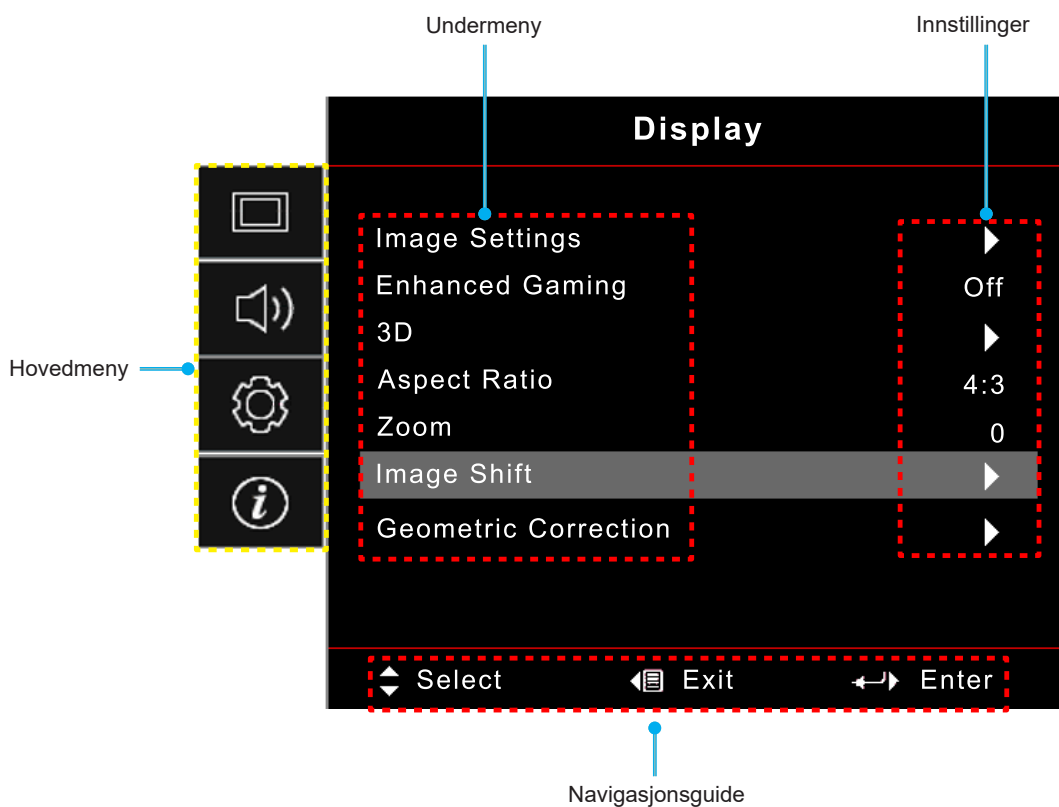 Undermeny
Innstillinger
Display
Image Settings
Enhanced Gaming Off
3D
Hovedmeny
Aspect Ratio 4:3
Zoom 0
Image Shift
Geometric Correction
Select Exit Enter
Navigasjonsguide